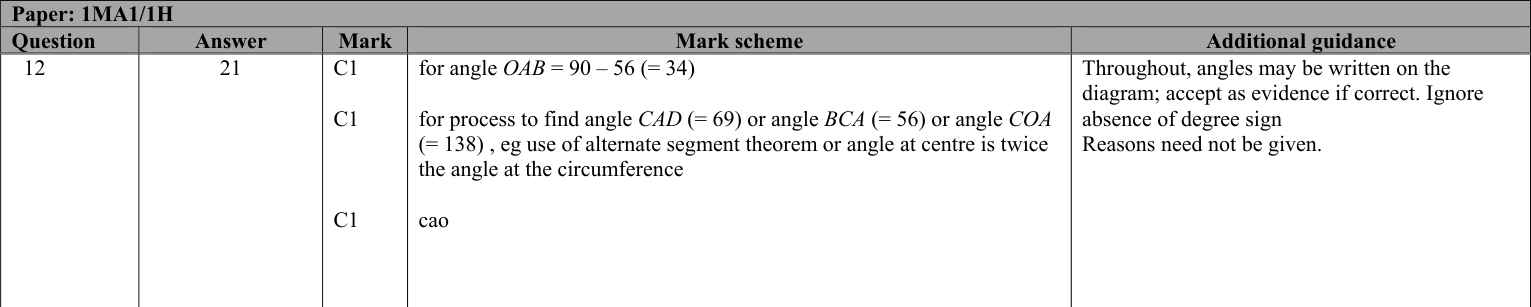 Paper: 1MA1/1H
Question Answer Mark Mark scheme Additional guidance
12 21 C1 for angle OAB = 90 – 56 (= 34) Throughout, angles may be written on the
diagram; accept as evidence if correct. Ignore
C1 for process to find angle CAD (= 69) or angle BCA (= 56) or angle COA absence of degree sign
(= 138) , eg use of alternate segment theorem or angle at centre is twice Reasons need not be given.
the angle at the circumference
C1 cao